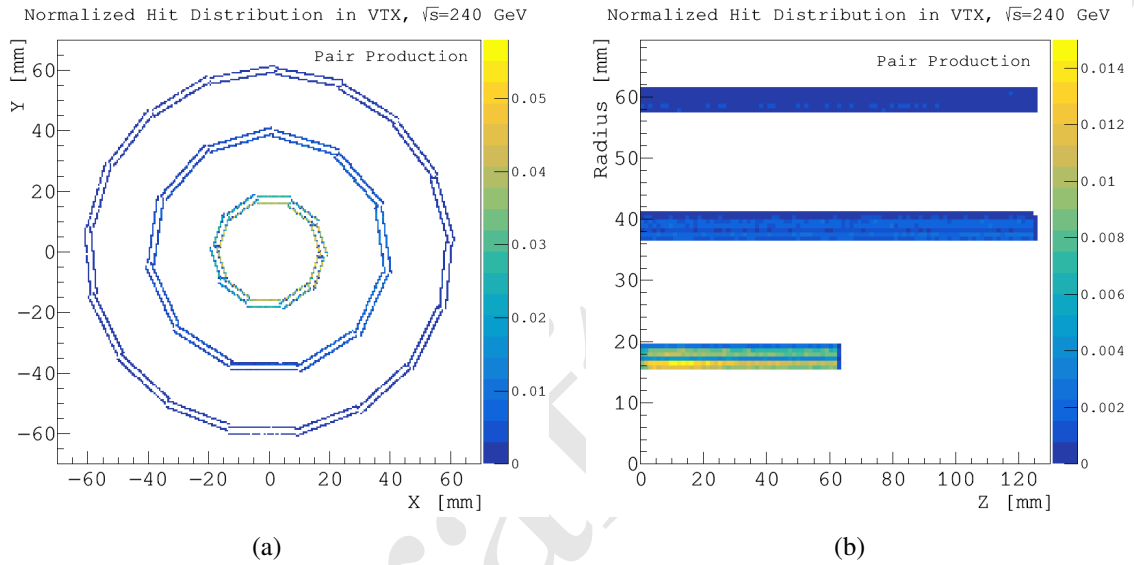 Normalized Hit Distribution in VTX, √s=240 GeV
Pair Production
Y [mm]
60
40
20
0
−20
−40
−60
−60 −40 −20 0 20 40 60
X [mm]
0.05
0.04
0.03
0.02
0.01
0
(a)
Normalized Hit Distribution in VTX, √s=240 GeV
Pair Production
Radius [mm]
60
50
40
30
20
10
0
0 20 40 60 80 100 120
Z [mm]
0.014
0.012
0.010
0.008
0.006
0.004
0.002
0
(b)